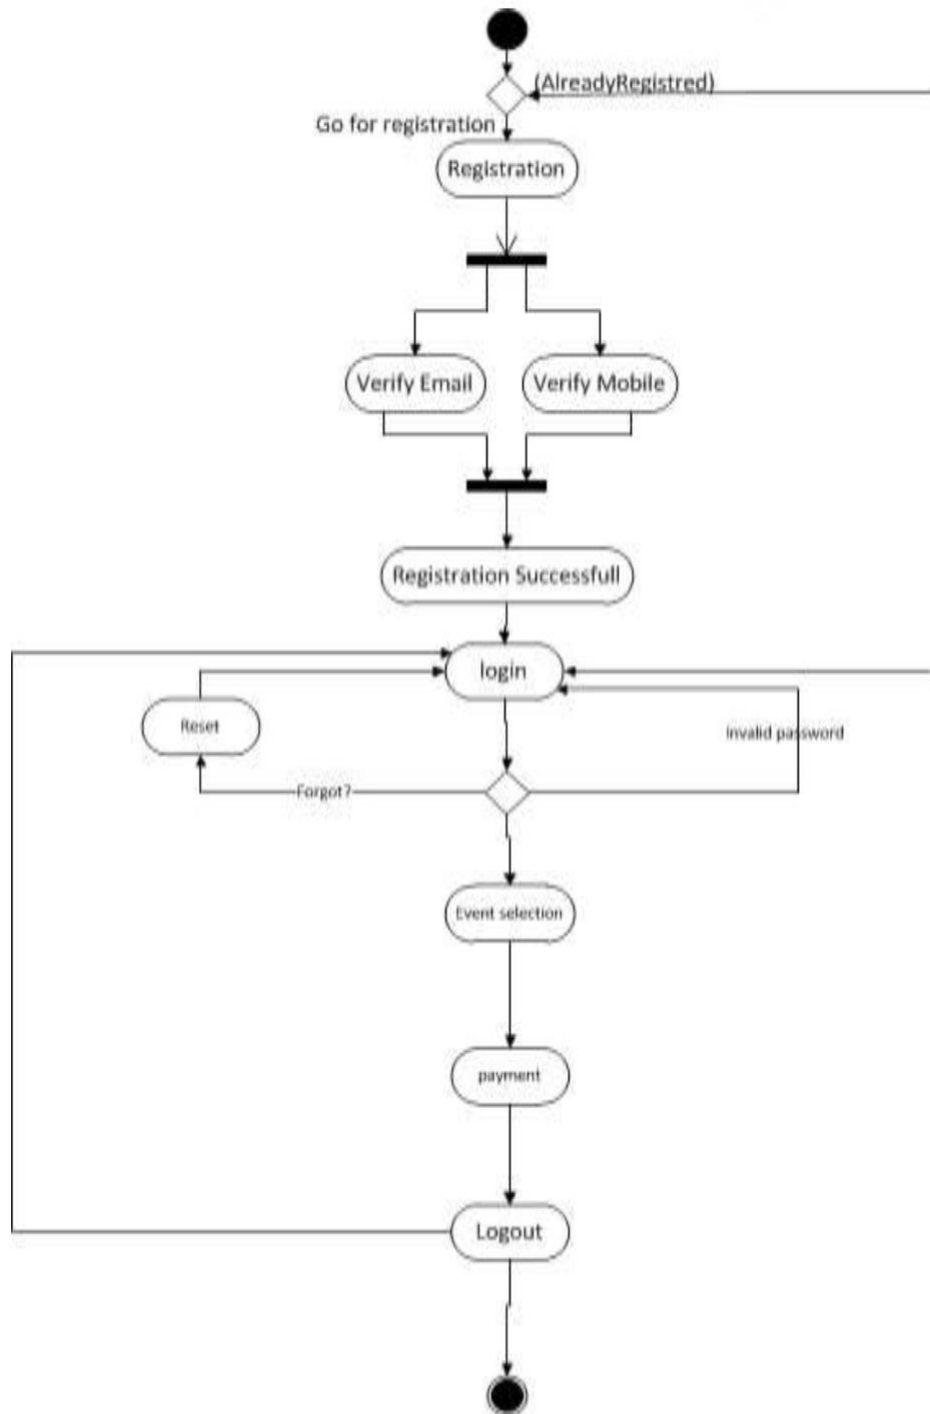 (AlreadyRegistred)
Go for registration
Registration
Verify Email
Verify Mobile
Registration Successfull
login
Reset
Invalid password
Forgot?
Event selection
payment
Logout